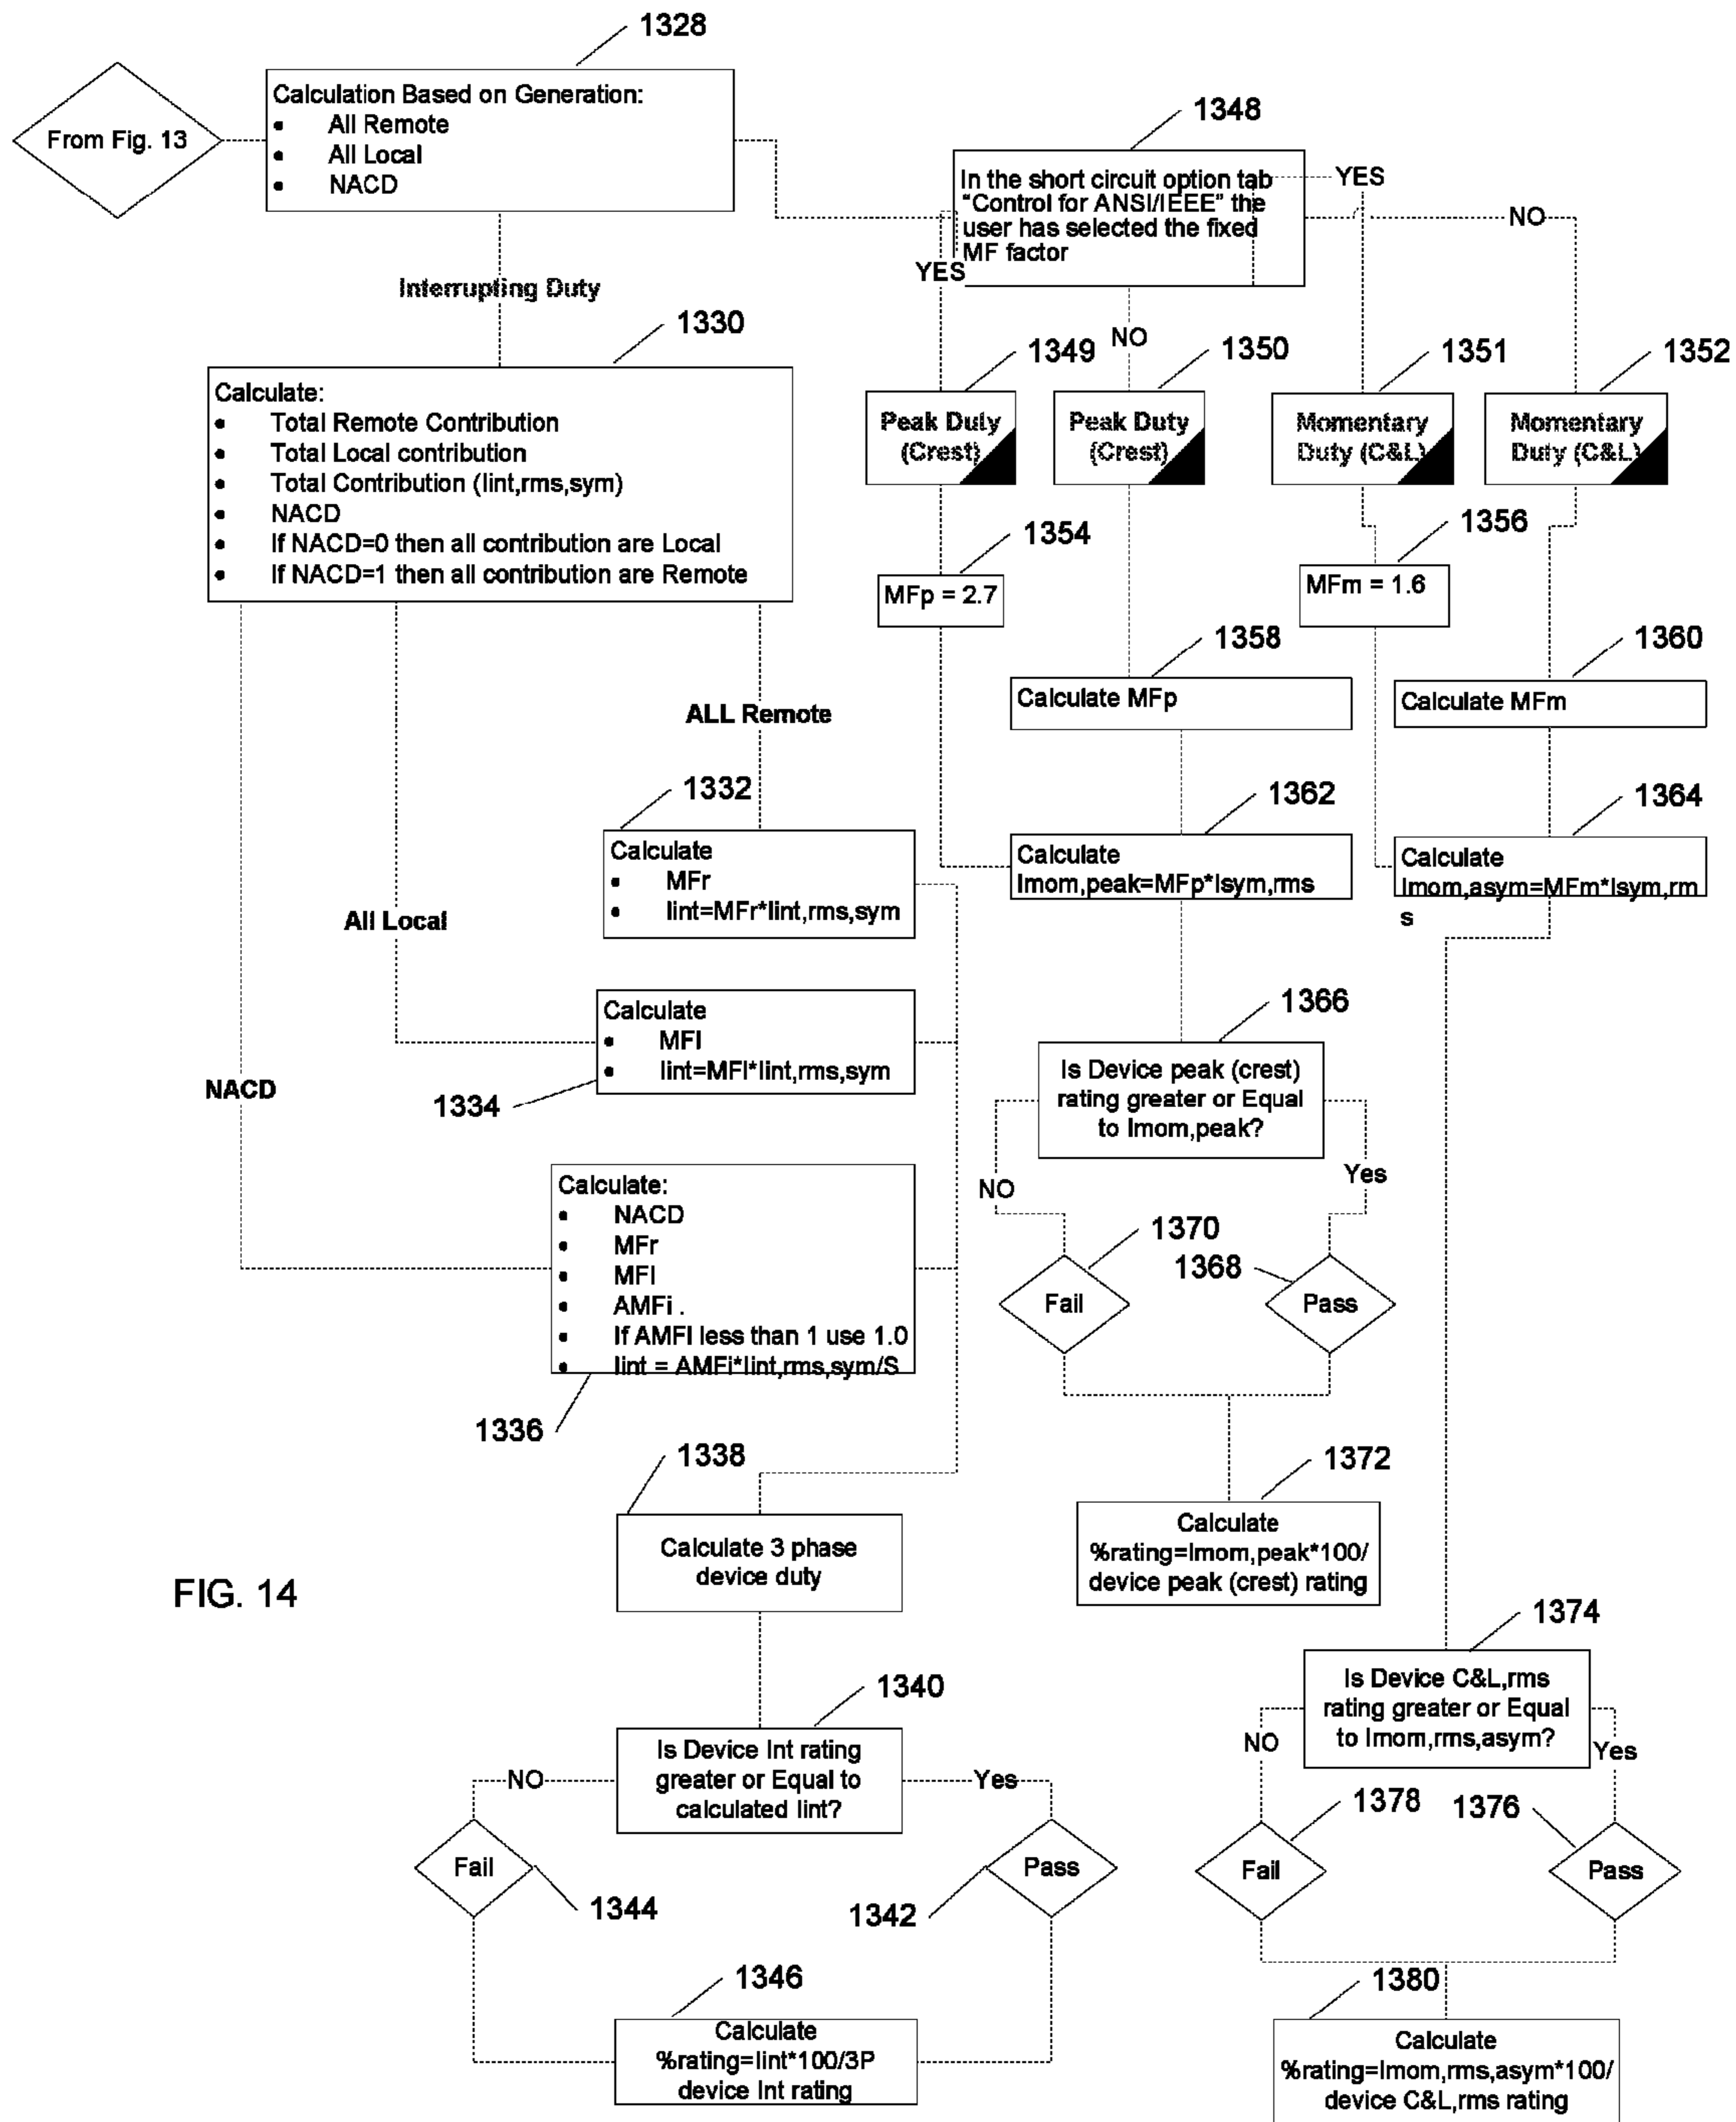 1328
From Fig. 13
Calculation Based on Generation:
• All Remote
• All Local
• NACD
1348
In the short circuit option tab
“Control for ANSI/IEEE” the
user has selected the fixed
MF factor
YES
NO
YES
NO
Interrupting Duty
1330
Calculate:
• Total Remote Contribution
• Total Local contribution
• Total Contribution (Iint,rms,sym)
• NACD
• If NACD=0 then all contribution are Local
• If NACD=1 then all contribution are Remote
1349
Peak Duty
(Crest)
1350
Peak Duty
(Crest)
1351
Momentary
Duty (C&L)
1352
Momentary
Duty (C&L)
1354
MFp = 2.7
1356
MFm = 1.6
1358
Calculate MFp
1360
Calculate MFm
ALL Remote
1332
Calculate
• MFr
• Iint=MFr*Iint,rms,sym
1362
Calculate
Imom,peak=MFp*Isym,rms
1364
Calculate
Imom,asym=MFm*Isym,rm
s
All Local
Calculate
• MFl
• Iint=MFl*Iint,rms,sym
1334
NACD
1366
Is Device peak (crest)
rating greater or Equal
to Imom,peak?
NO
Yes
Calculate:
• NACD
• MFr
• MFl
• AMFi .
• If AMFI less than 1 use 1.0
• Iint = AMFi*Iint,rms,sym/S
1336
1370
1368
Fail
Pass
1372
Calculate
%rating=Imom,peak*100/
device peak (crest) rating
1338
Calculate 3 phase
device duty
FIG. 14
1374
Is Device C&L,rms
rating greater or Equal
to Imom,rms,asym?
NO
Yes
1340
Is Device Int rating
greater or Equal to
calculated Iint?
NO
Yes
Fail
1344
Pass
1342
1378
1376
Fail
Pass
1346
Calculate
%rating=Iint*100/3P
device Int rating
1380
Calculate
%rating=Imom,rms,asym*100/
device C&L,rms rating